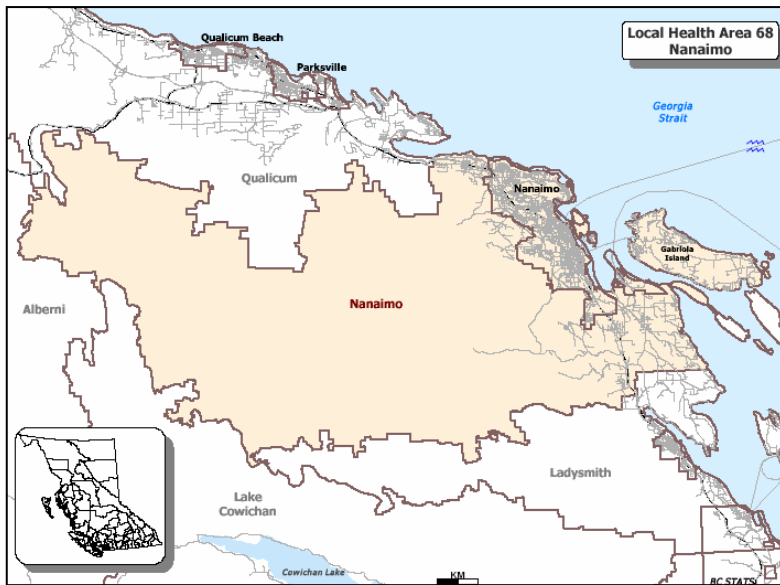 Local Health Area 68
Nanaimo
Qualicum Beach
Parksville
Georgia
Strait
Qualicum
Nanaimo
Gabriola
Island
Nanaimo
Alberni
Ladysmith
Lake
Cowichan
Cowichan Lake
KM
BC STATS